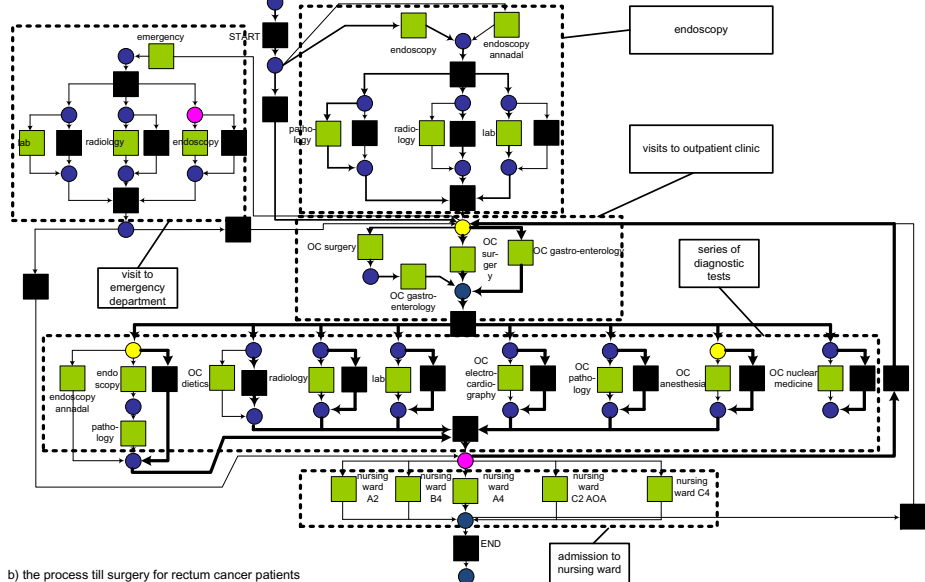 START
emergency
endoscopy
endoscopy
annadal
endoscopy
lab
radiology
endoscopy
patho-
logy
radio-
logy
lab
visits to outpatient clinic
OC surgery
OC
sur-
ger
y
OC gastro-enterology
OC gastro-
enterology
visit to
emergency
department
series of
diagnostic
tests
endoscopy
annadal
endo
scopy
patho-
logy
OC
dietics
radiology
lab
OC
electro-
cardio-
graphy
OC
patho-
logy
OC
anesthesia
OC nuclear
medicine
nursing
ward
A2
nursing
ward
B4
nursing
ward
A4
nursing
ward
C2 AOA
nursing
ward C4
END
admission to
nursing ward
b) the process till surgery for rectum cancer patients